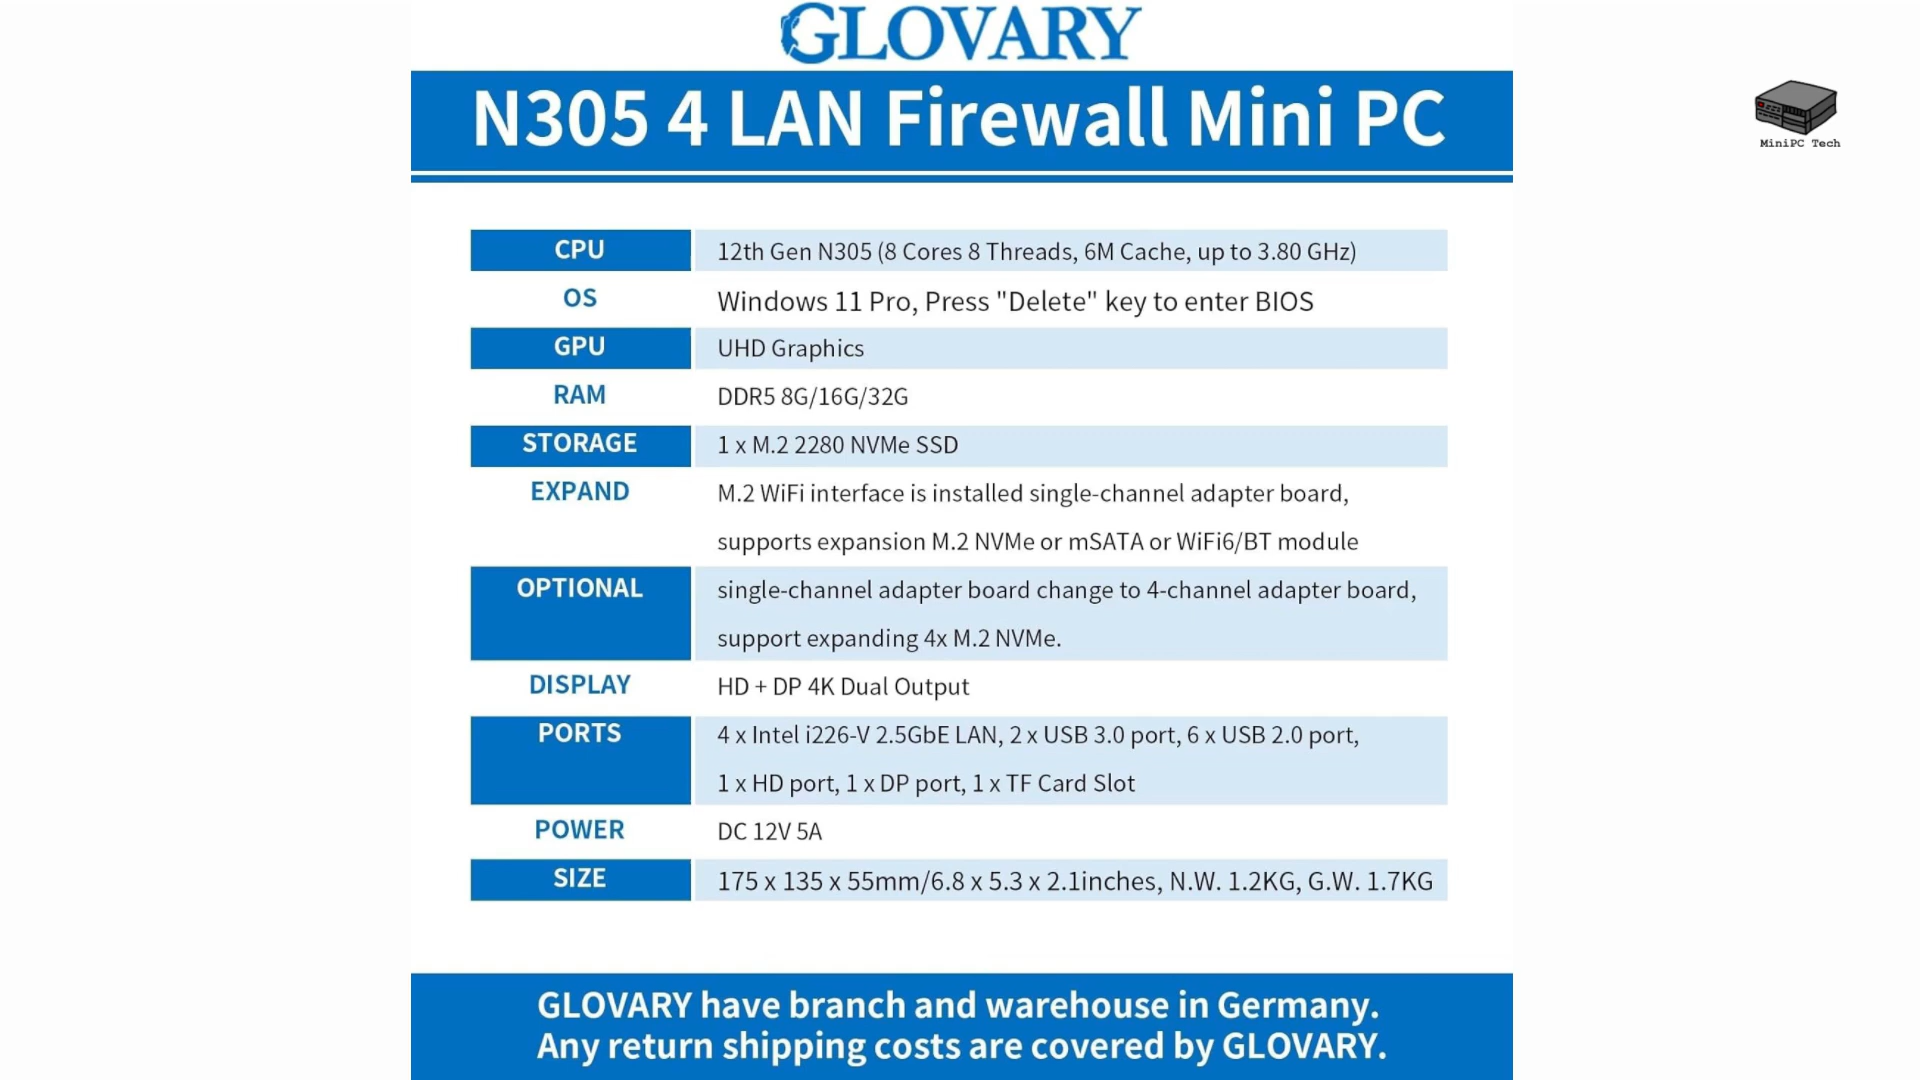 GLOVARY
N305 4 LAN Firewall Mini PC
MiniPC Tech
CPU 12th Gen N305 (8 Cores 8 Threads, 6M Cache, up to 3.80 GHz)
OS Windows 11 Pro, Press "Delete" key to enter BIOS
GPU UHD Graphics
RAM DDR5 8G/16G/32G
STORAGE 1 x M.2 2280 NVMe SSD
EXPAND M.2 WiFi interface is installed single-channel adapter board,
supports expansion M.2 NVMe or mSATA or WiFi6/BT module
OPTIONAL single-channel adapter board change to 4-channel adapter board,
support expanding 4x M.2 NVMe.
DISPLAY HD + DP 4K Dual Output
PORTS 4 x Intel i226-V 2.5GbE LAN, 2 x USB 3.0 port, 6 x USB 2.0 port,
1 x HD port, 1 x DP port, 1 x TF Card Slot
POWER DC 12V 5A
SIZE 175 x 135 x 55mm/6.8 x 5.3 x 2.1inches, N.W. 1.2KG, G.W. 1.7KG
GLOVARY have branch and warehouse in Germany.
Any return shipping costs are covered by GLOVARY.